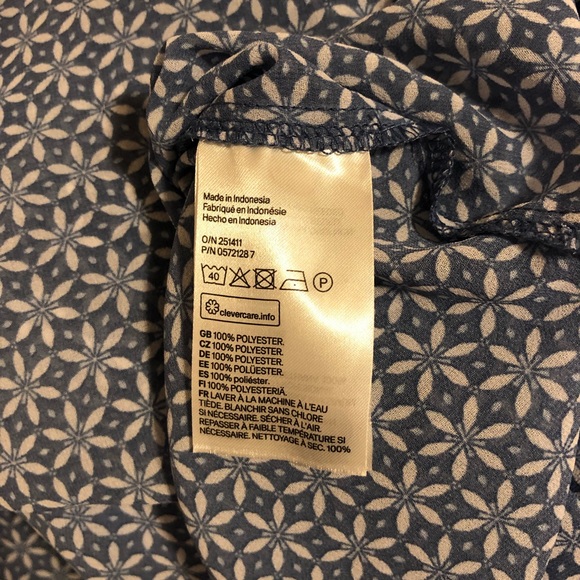 Made in Indonesia
Fabriqué en Indonésie
Hecho en Indonesia
O/N 251411
P/N 0572128 7
40 P
clevercare.info
GB 100% POLYESTER.
CZ 100% POLYESTER.
DE 100% POLYESTER.
EE 100% POLÜESTER.
ES 100% poliéster.
FI 100% POLYESTERIÄ.
FR LAVER À LA MACHINE À L'EAU
TIÈDE. BLANCHIR SANS CHLORE
SI NÉCESSAIRE. SÉCHER À L'AIR.
REPASSER À FAIBLE TEMPÉRATURE SI
NÉCESSAIRE. NETTOYAGE À SEC. 100%